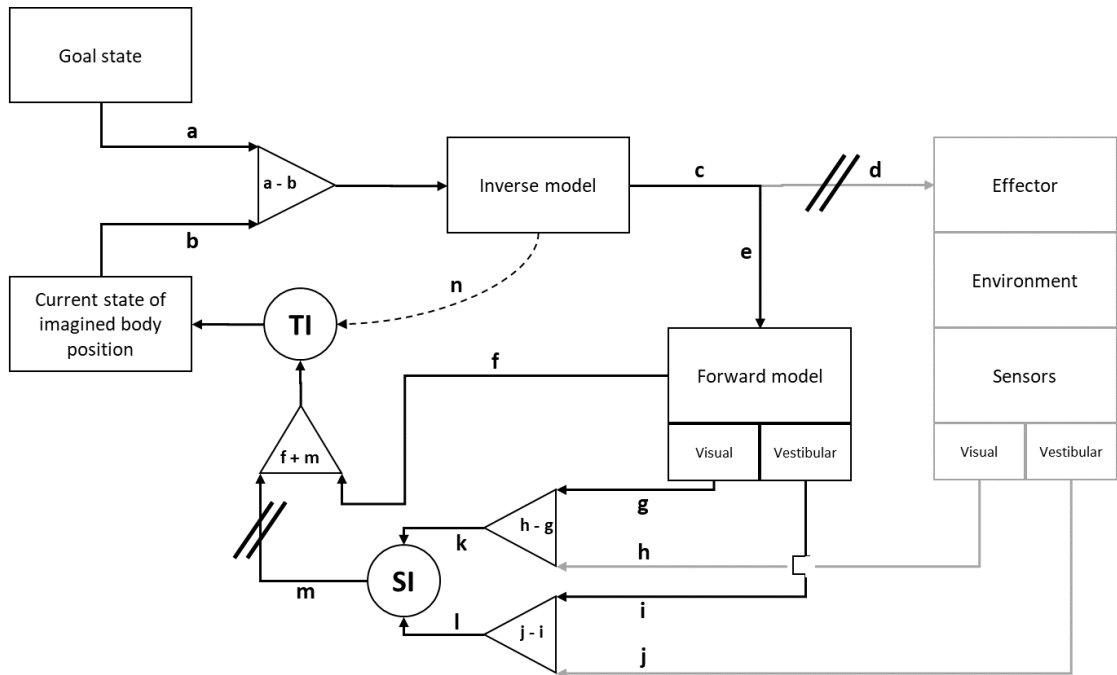 Goal state
a
a - b
Inverse model
c
d
Effector
b
e
Environment
n
Current state of
imagined body
position
TI
f
Forward model
Sensors
Visual
Vestibular
Visual
Vestibular
f + m
g
h - g
k
h
SI
m
i
l
j - i
j